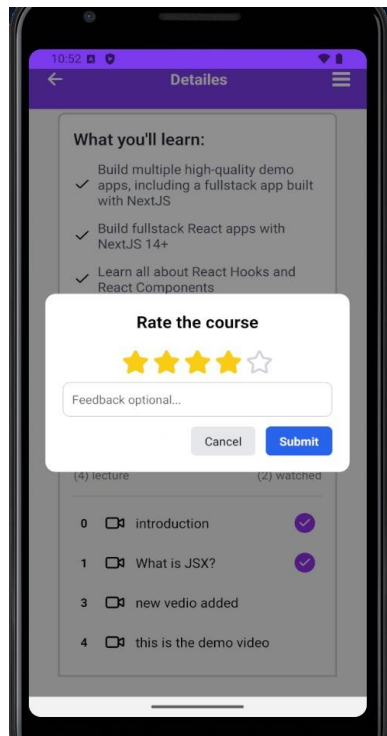 10:52
Detailes
What you'll learn:
Build multiple high-quality demo
apps, including a fullstack app built
with NextJS
Build fullstack React apps with
NextJS 14+
Learn all about React Hooks and
React Components
Rate the course
Feedback optional...
Cancel
Submit
(4) lecture
(2) watched
0 introduction
1 What is JSX?
3 new vedio added
4 this is the demo video